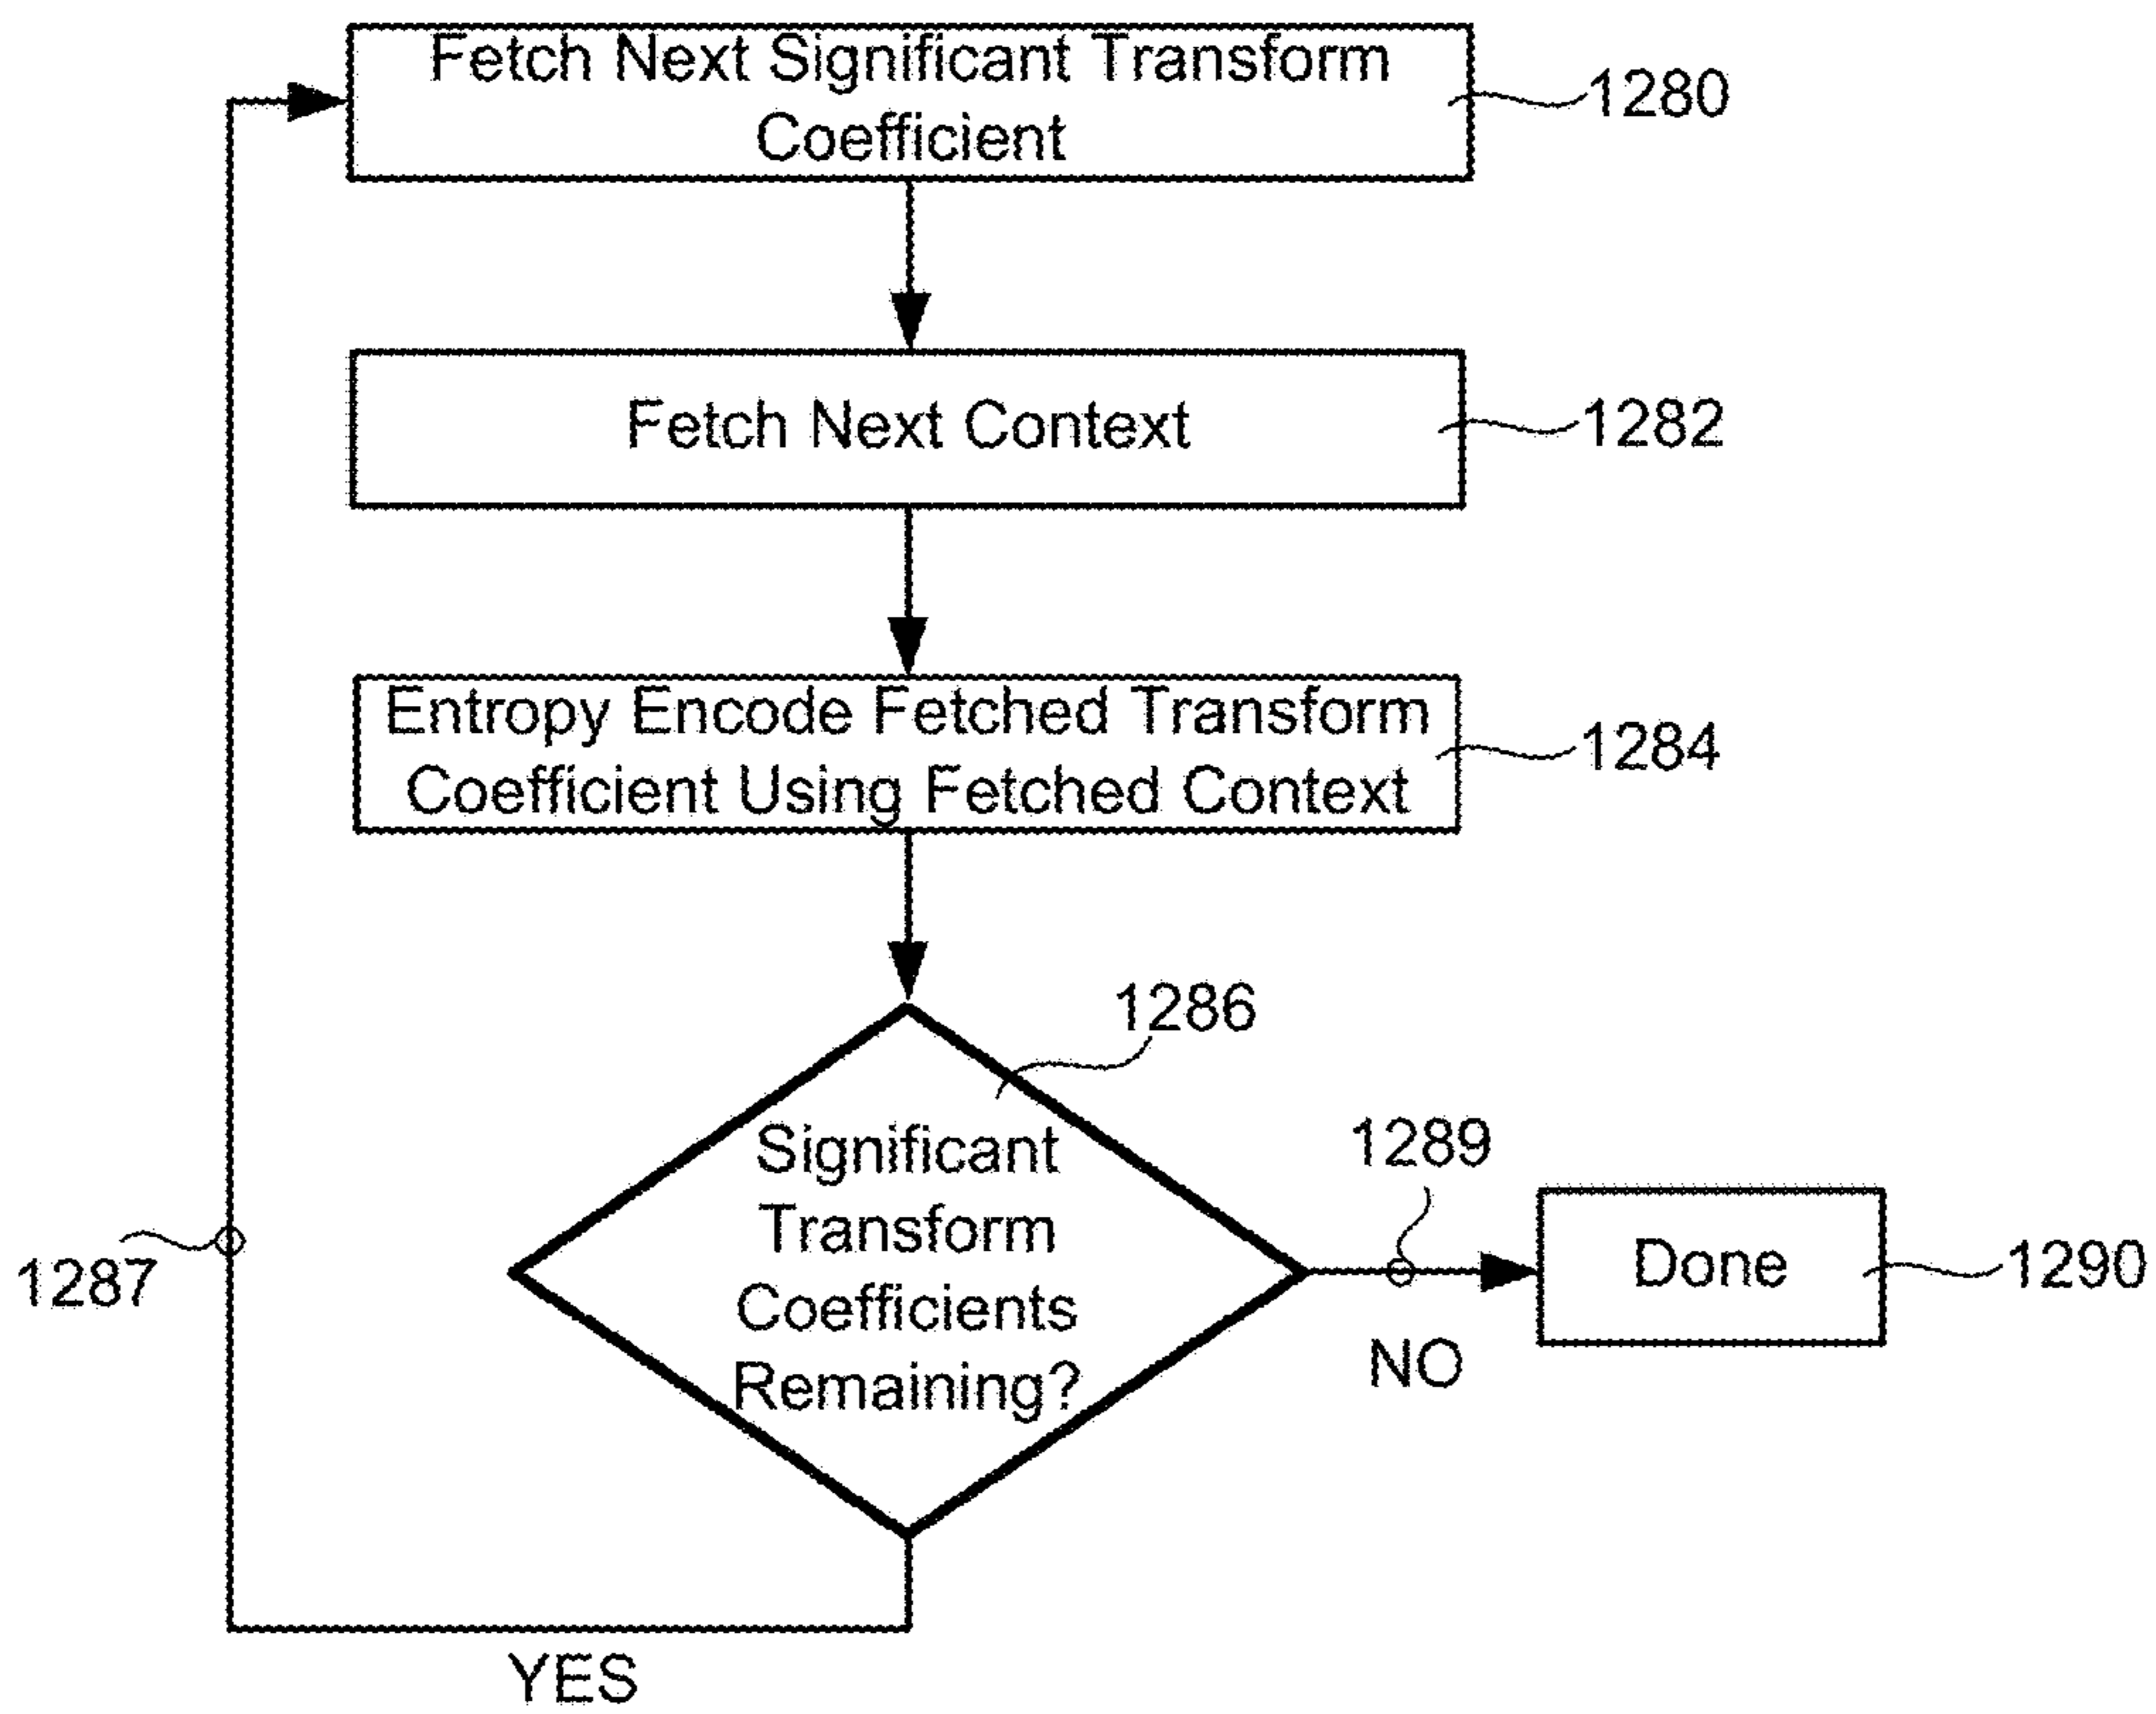 Fetch Next Significant Transform
Coefficient
1280
Fetch Next Context
1282
Entropy Encode Fetched Transform
Coefficient Using Fetched Context
1284
1286
Significant
Transform
Coefficients
Remaining?
1287
1289
NO
Done
1290
YES